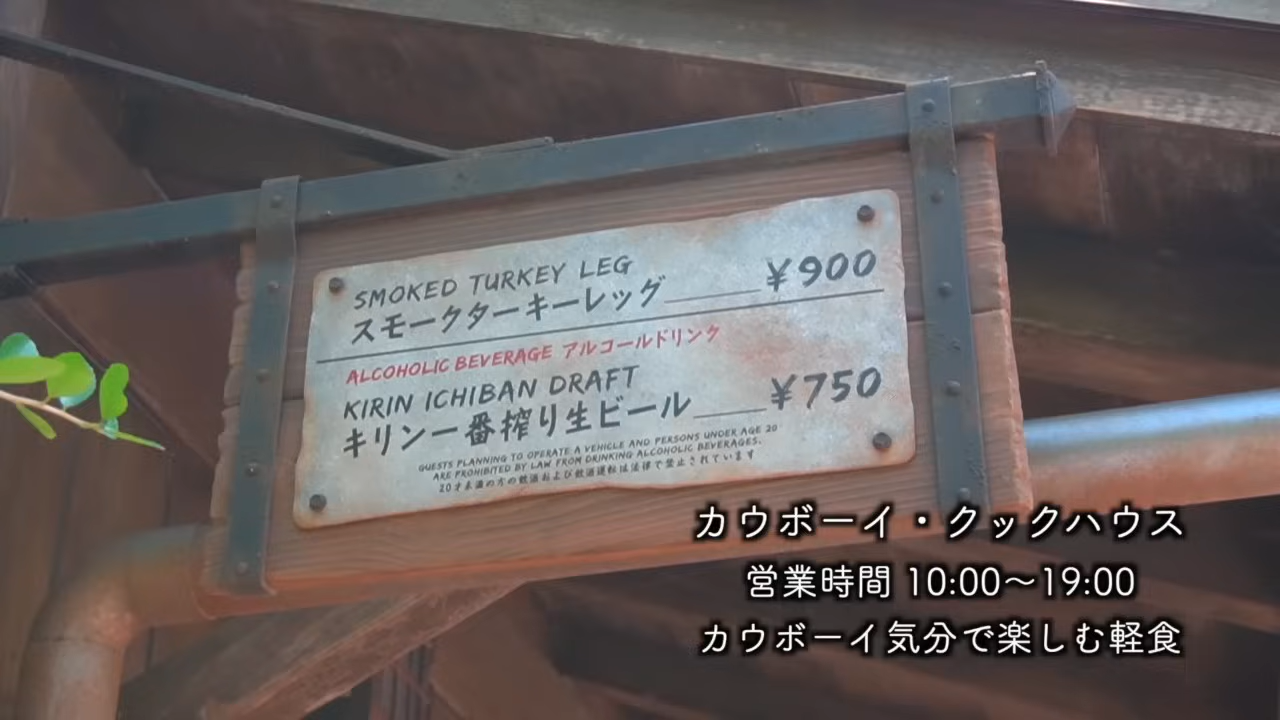 SMOKED TURKEY LEG
スモークターキーレッグ ¥900
ALCOHOLIC BEVERAGE アルコールドリンク
KIRIN ICHIBAN DRAFT
キリン一番搾り生ビール ¥750
GUESTS PLANNING TO OPERATE A VEHICLE AND PERSONS UNDER AGE 20
ARE PROHIBITED BY LAW FROM DRINKING ALCOHOLIC BEVERAGES.
20才未満の方の飲酒および飲酒運転は法律で禁止されています
カウボーイ・クックハウス
営業時間 10:00～19:00
カウボーイ気分で楽しむ軽食